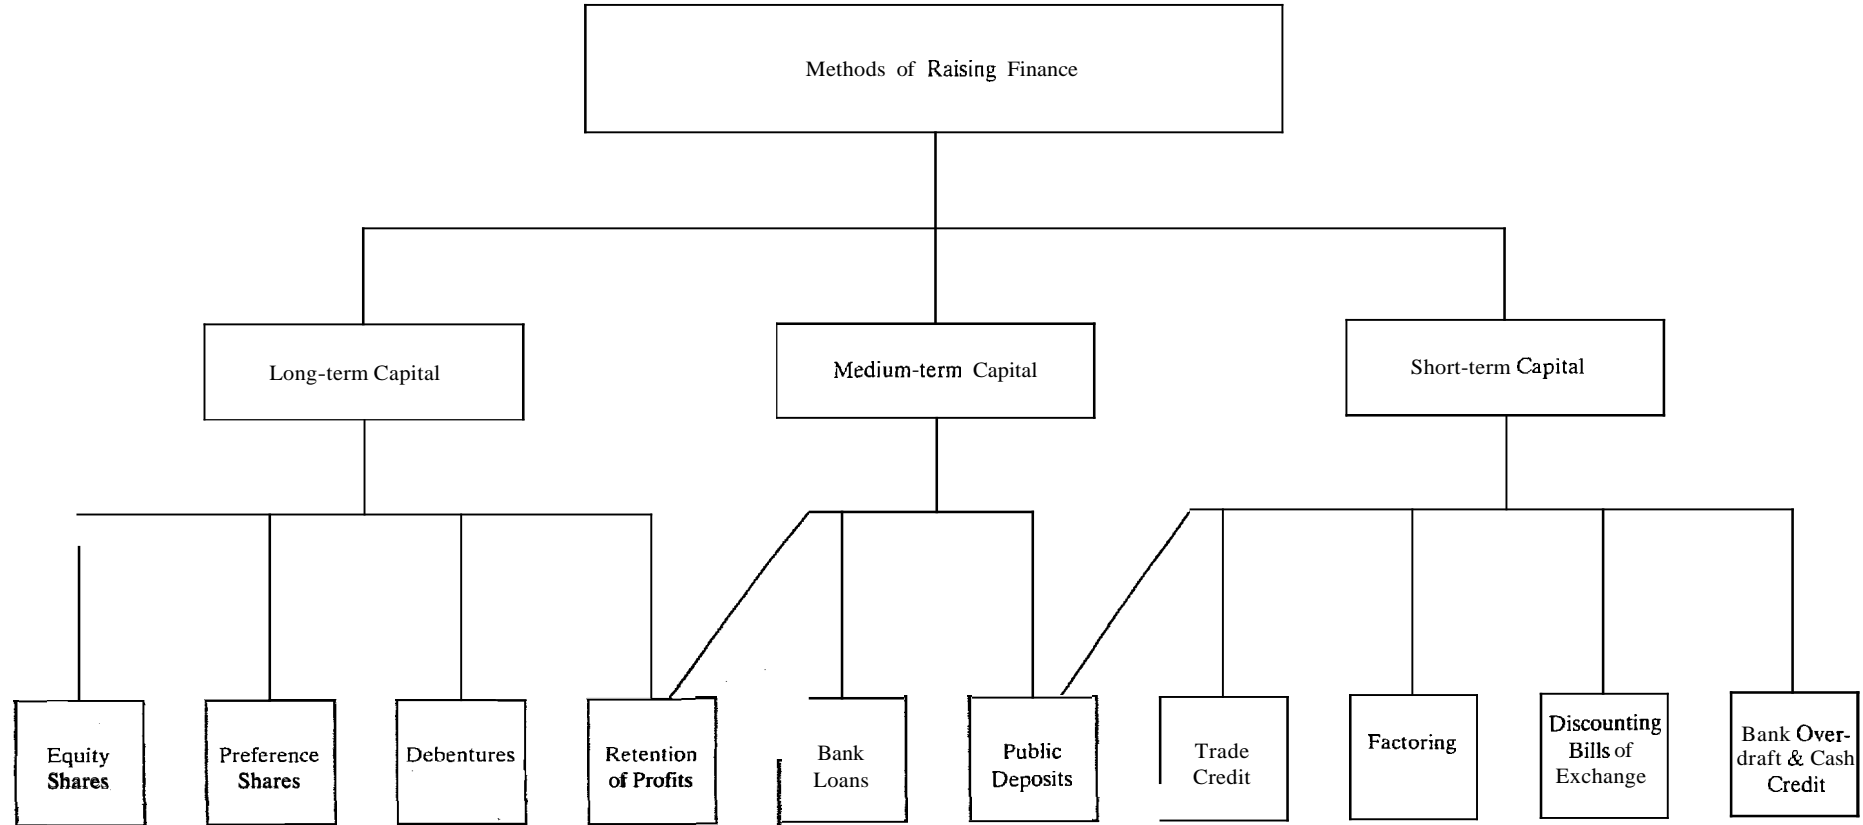 Methods of Raising Finance
Long-term Capital
Medium-term Capital
Short-term Capital
Equity
Shares
Preference
Shares
Debentures
Retention
of Profits
Bank
Loans
Public
Deposits
Trade
Credit
Factoring
Discounting
Bills of
Exchange
Bank Over-
draft & Cash
Credit